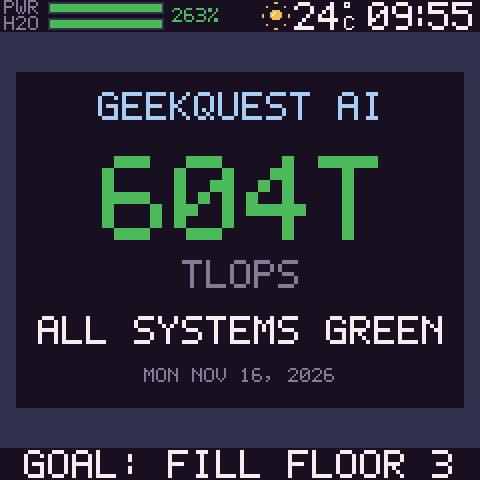 PWR
H2O
263%
24°C
09:55
GEEKQUEST AI
604T
TLOPS
ALL SYSTEMS GREEN
MON NOV 16, 2026
GOAL: FILL FLOOR 3